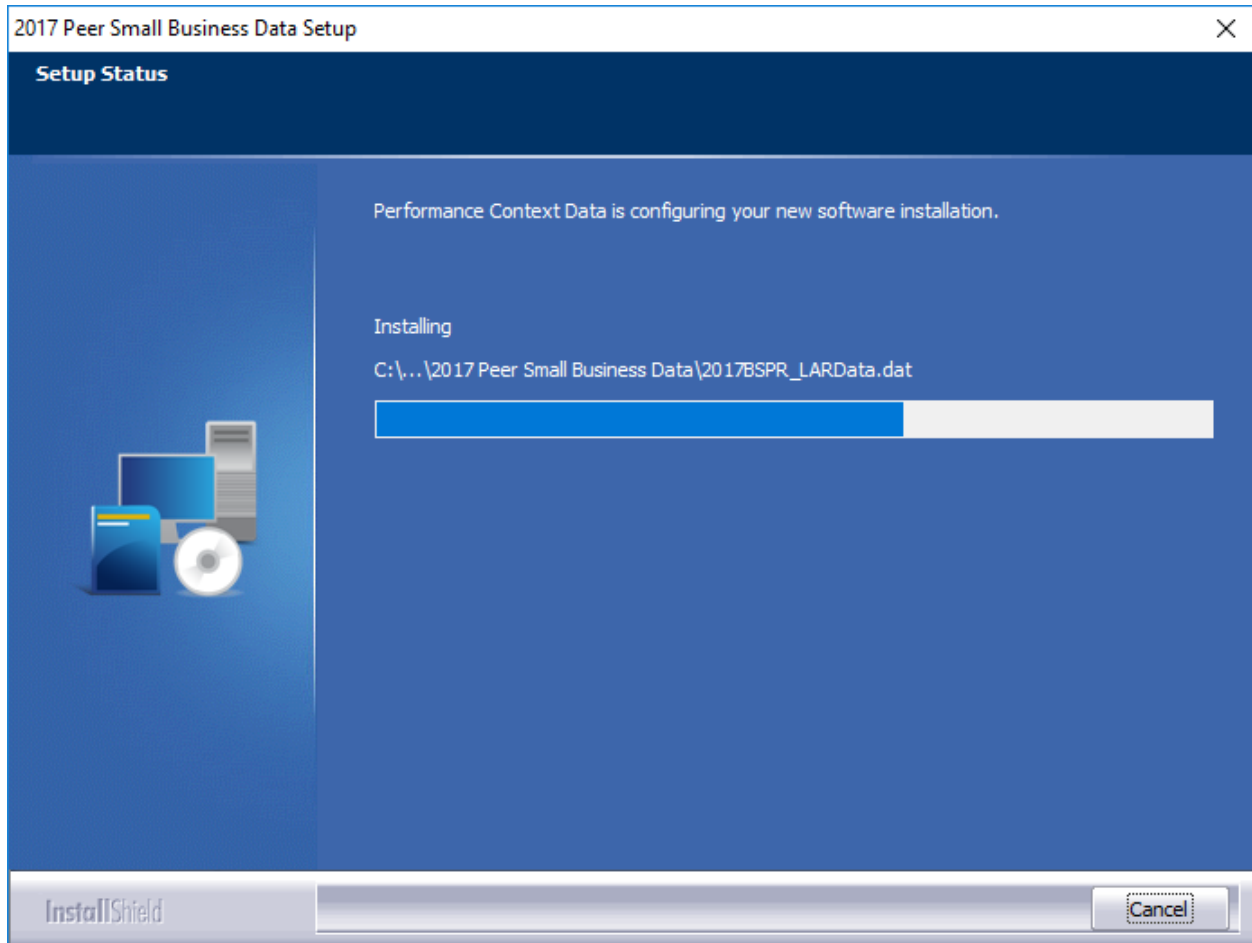 2017 Peer Small Business Data Setup
Setup Status
Performance Context Data is configuring your new software installation.
Installing
C:\...\2017 Peer Small Business Data\2017BSPR_LARData.dat
InstallShield
Cancel